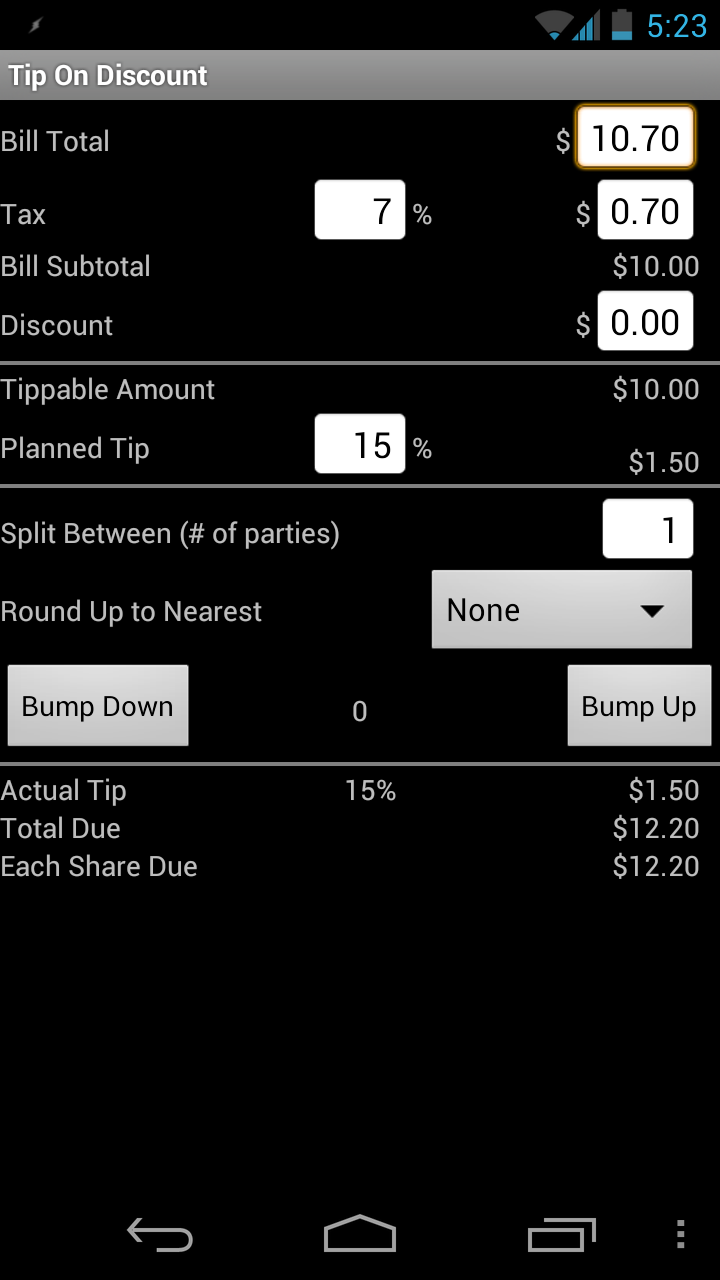 5:23
Tip On Discount
Bill Total $ 10.70
Tax 7 % $ 0.70
Bill Subtotal $10.00
Discount $ 0.00
Tippable Amount $10.00
Planned Tip 15 % $1.50
Split Between (# of parties) 1
Round Up to Nearest None
Bump Down 0 Bump Up
Actual Tip 15% $1.50
Total Due $12.20
Each Share Due $12.20